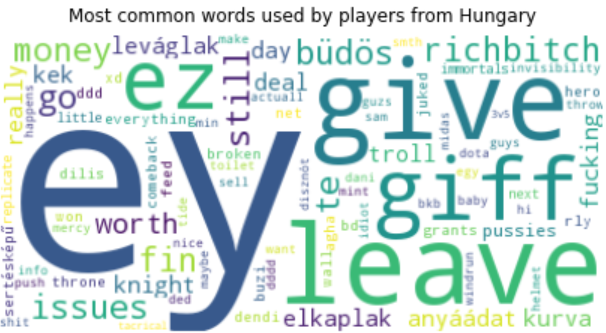 Most common words used by players from Hungary
money leváglak make day büdös smth richbitch
really kek xd ez still deal actuall give immortals invisibility
happens go ddd little everything min net guzs sam juked midas 3v5 hero throw
ey broken toilet troll dota guys fucking
dilis comeback feed sell disznót te dani mint giff egy
replicate won mercy worth tide bkb baby next hi rly
sertésképű nice maybe want wall agha bd idiot grants pussies
info fin buzi dddd leave windrun helmet
push throne knight ded
shit issues tacrical dendi elkaplak anyáádat kurva